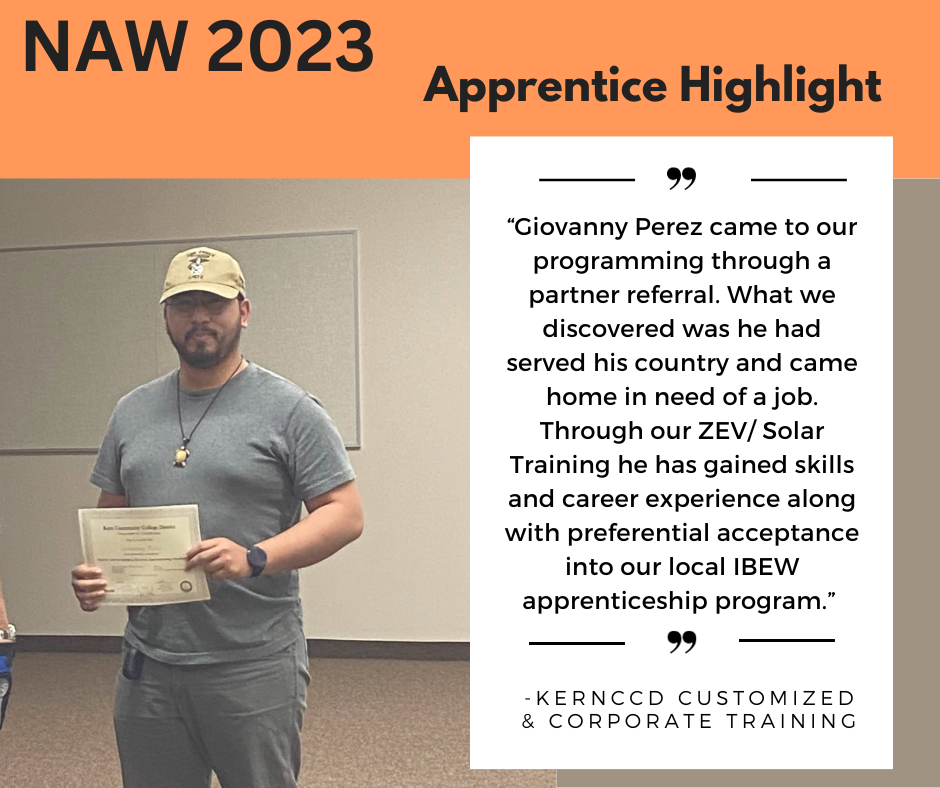 NAW 2023
Apprentice Highlight
”
“Giovanny Perez came to our
programming through a
partner referral. What we
discovered was he had
served his country and came
home in need of a job.
Through our ZEV/ Solar
Training he has gained skills
and career experience along
with preferential acceptance
into our local IBEW
apprenticeship program.”
”
-KERNCCD CUSTOMIZED
& CORPORATE TRAINING
Kern Community College District